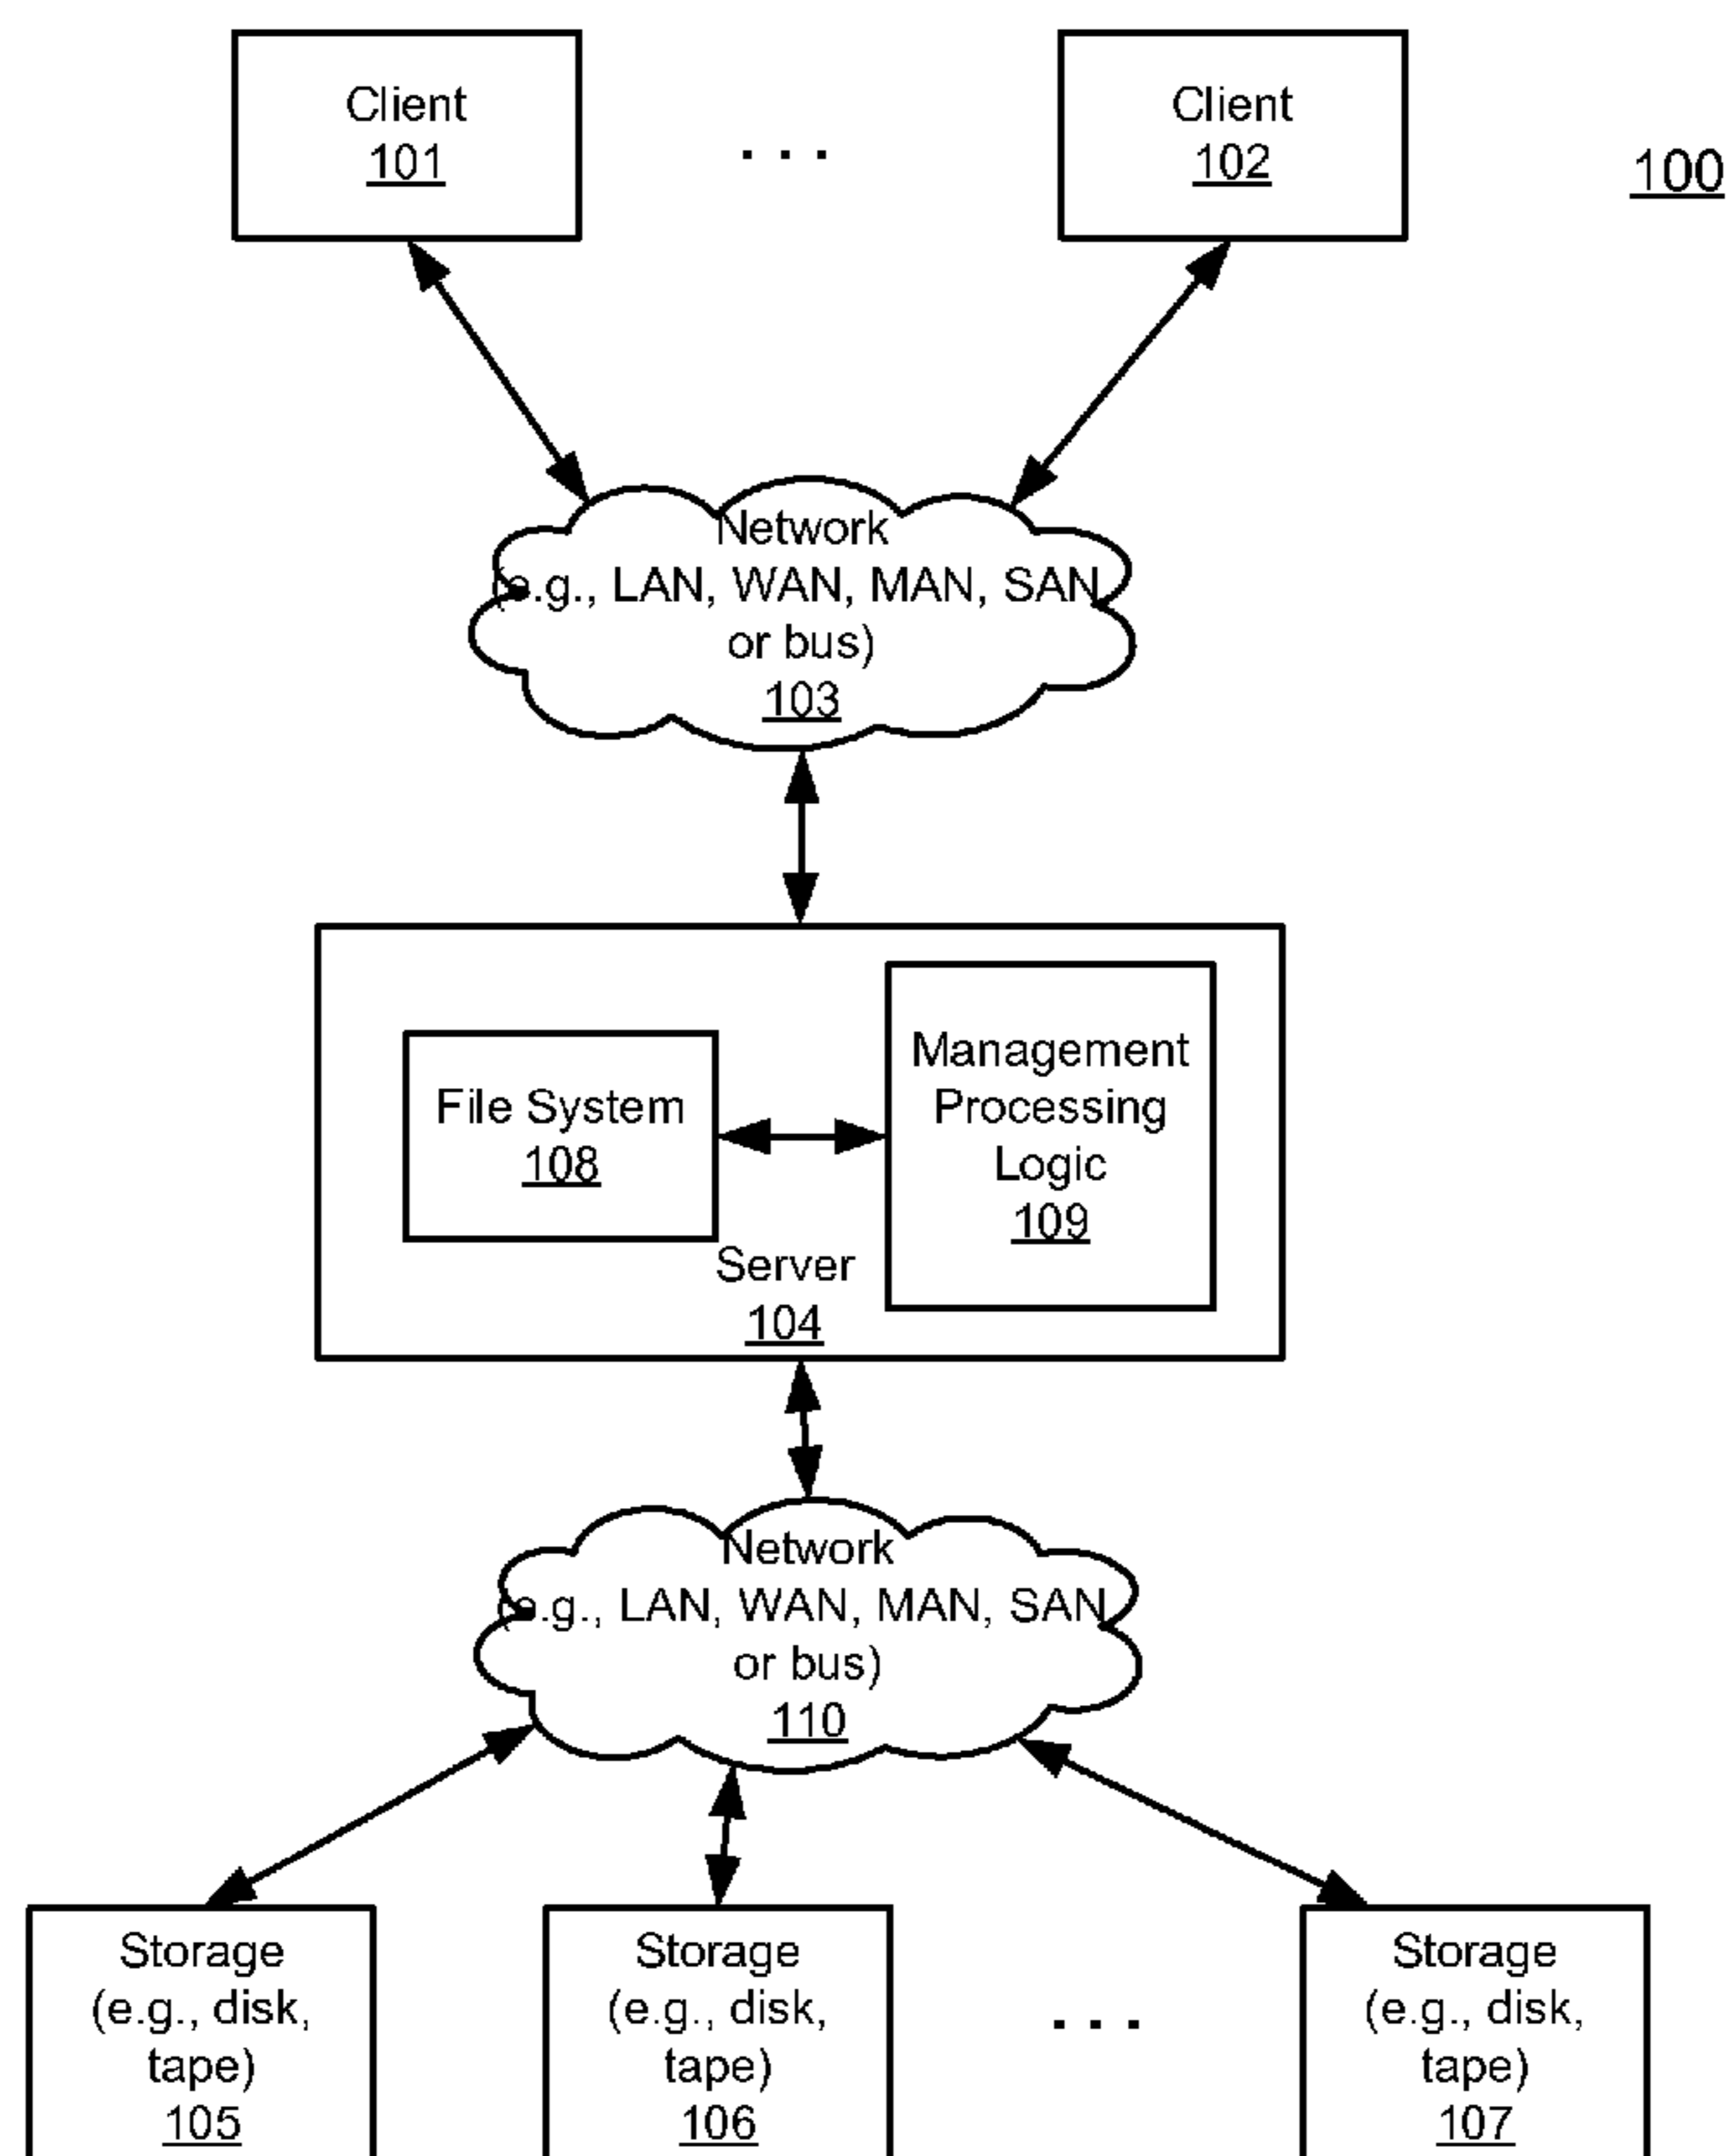 Client
101
. . .
Client
102
100
Network
(e.g., LAN, WAN, MAN, SAN
or bus)
103
File System
108
Management
Processing
Logic
109
Server
104
Network
(e.g., LAN, WAN, MAN, SAN
or bus)
110
Storage
(e.g., disk,
tape)
105
Storage
(e.g., disk,
tape)
106
. . .
Storage
(e.g., disk,
tape)
107